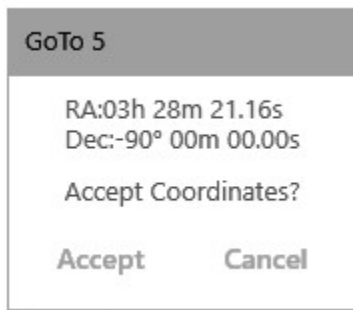 GoTo 5
RA:03h 28m 21.16s
Dec:-90° 00m 00.00s
Accept Coordinates?
Accept Cancel